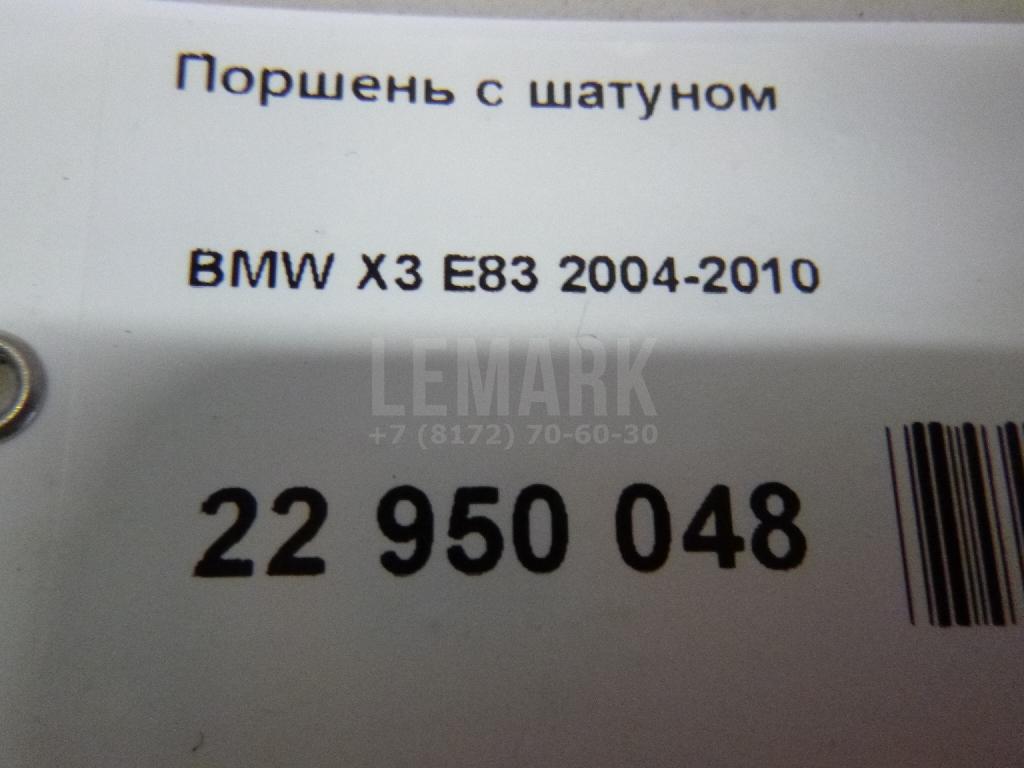 Поршень с шатуном
BMW X3 E83 2004-2010
LEMARK
+7 (8172) 70-60-30
22 950 048